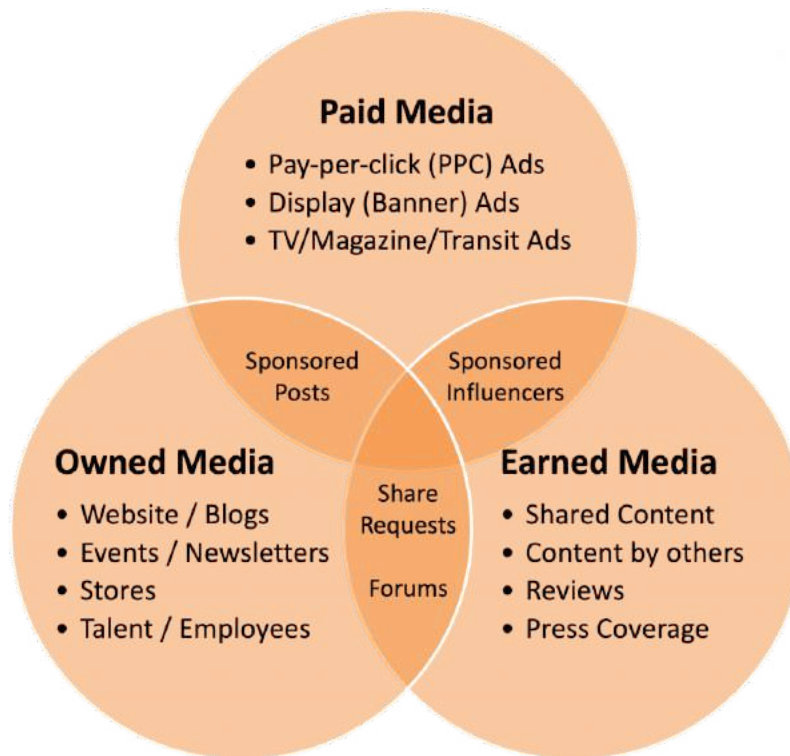 Paid Media
• Pay-per-click (PPC) Ads
• Display (Banner) Ads
• TV/Magazine/Transit Ads
Sponsored
Posts
Sponsored
Influencers
Owned Media
• Website / Blogs
• Events / Newsletters
• Stores
• Talent / Employees
Share
Requests
Forums
Earned Media
• Shared Content
• Content by others
• Reviews
• Press Coverage